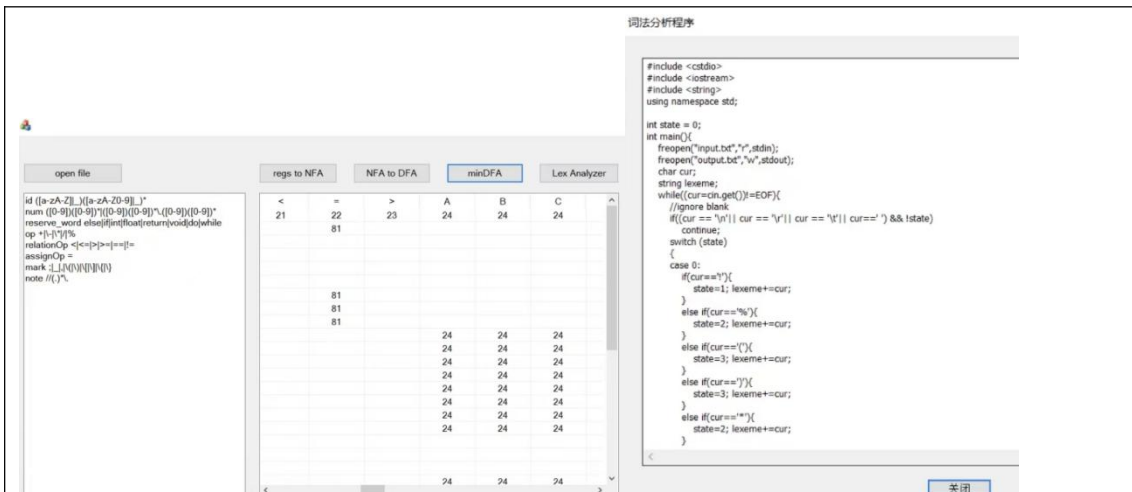 词法分析程序
open file
regs to NFA
NFA to DFA
minDFA
Lex Analyzer
id ([a-zA-Z]|_)([a-zA-Z0-9]|_)*
num ([0-9])([0-9])*|([0-9])([0-9])*\.([0-9])([0-9])*
reserve_word else|if|int|float|return|void|do|while
op +|\-|\*|/|%
relationOp <|<=|>|>=|==|!=
assignOp =
mark ;|_|,|\(|\)|\[|\]|\{|\}
note //(.)*\.
< = > A B C
21 22 23 24 24 24
81
81
81
81
24 24 24
24 24 24
24 24 24
24 24 24
24 24 24
24 24 24
24 24 24
24 24 24
24 24 24
#include <cstdio>
#include <iostream>
#include <string>
using namespace std;
int state = 0;
int main(){
freopen("input.txt","r",stdin);
freopen("output.txt","w",stdout);
char cur;
string lexeme;
while((cur=cin.get())!=EOF){
//ignore blank
if((cur == '\n'|| cur == '\r'|| cur == '\t'|| cur==' ') && !state)
continue;
switch (state)
{
case 0:
if(cur=='!'){
state=1; lexeme+=cur;
}
else if(cur=='%'){
state=2; lexeme+=cur;
}
else if(cur=='('){
state=3; lexeme+=cur;
}
else if(cur==')'){
state=3; lexeme+=cur;
}
else if(cur=='*'){
state=2; lexeme+=cur;
}
关闭